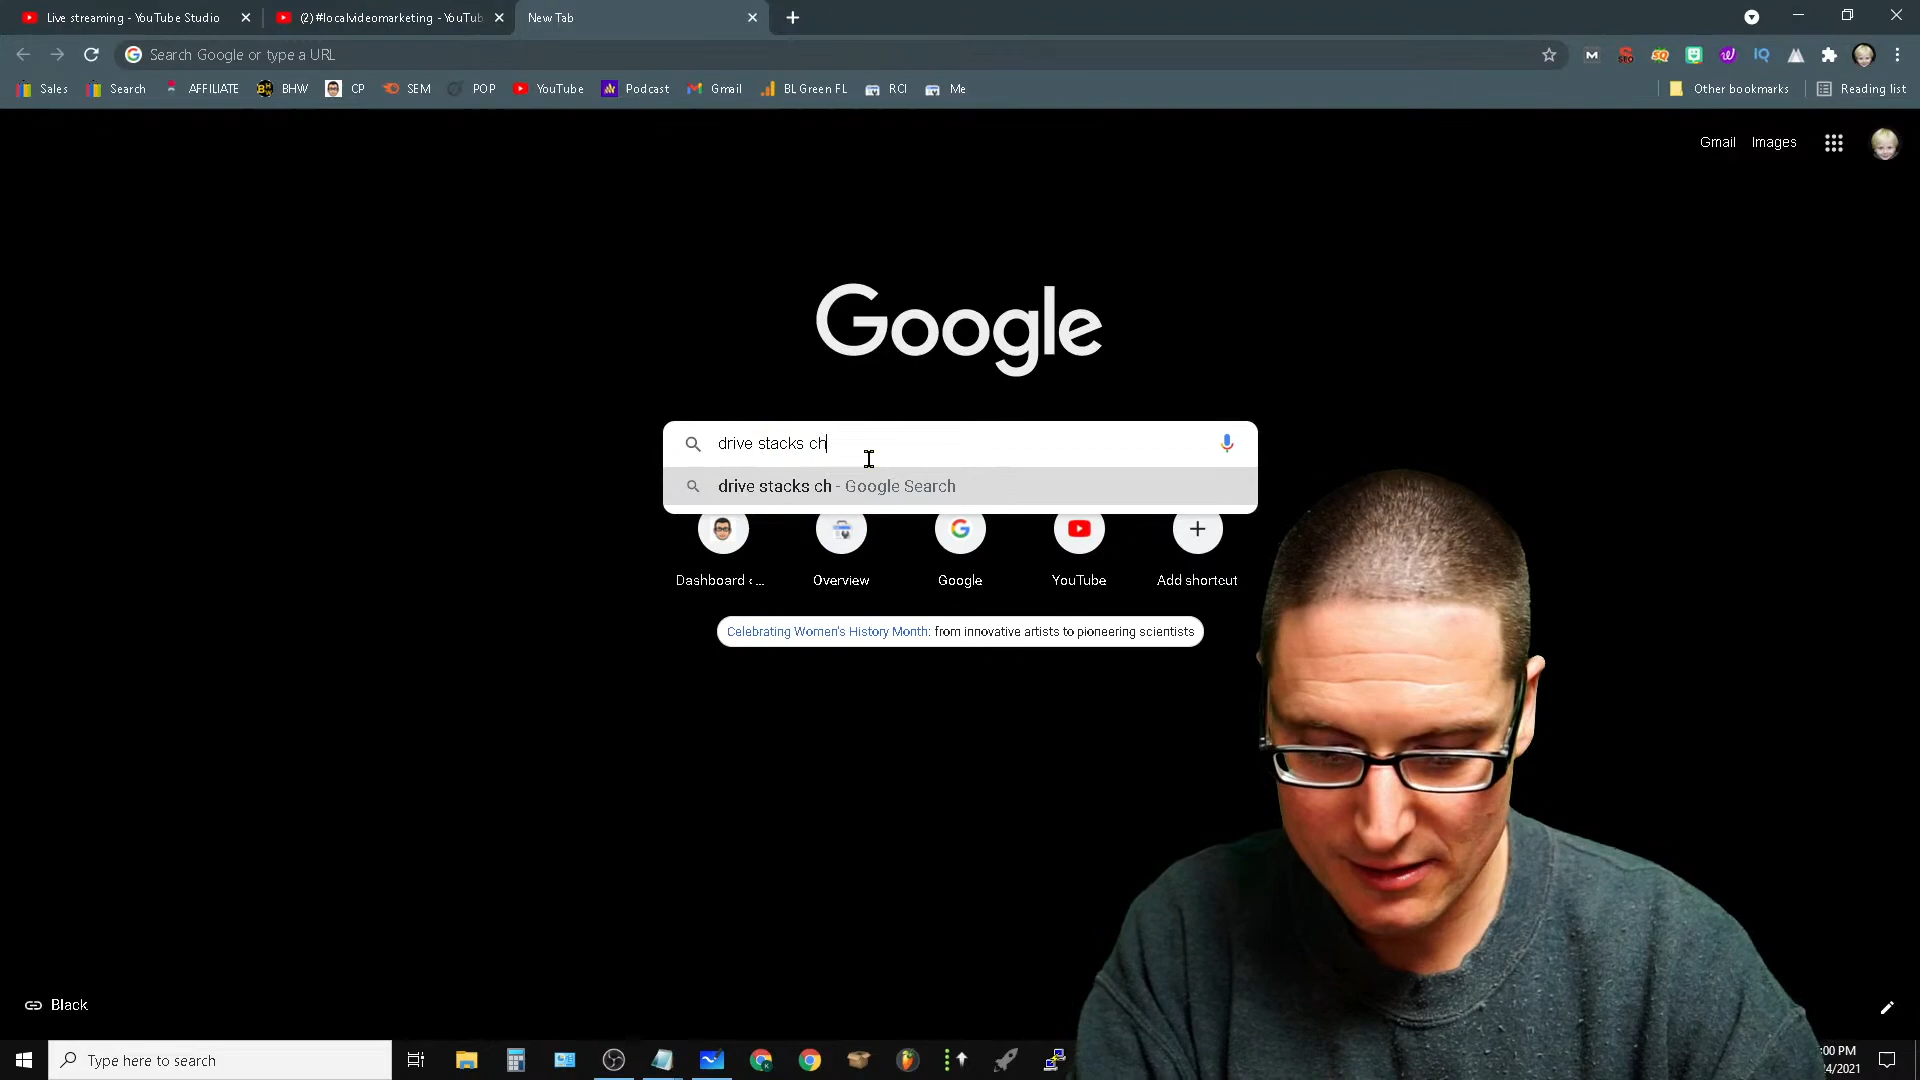 Live streaming - YouTube Studio
(2) #localvideomarketing - YouTub
New Tab
Search Google or type a URL
Sales
Search
AFFILIATE
BHW
CP
SEM
POP
YouTube
Podcast
Gmail
BL Green FL
RCI
Me
Other bookmarks
Reading list
Gmail
Images
Google
drive stacks ch
drive stacks ch - Google Search
Dashboard ‹ ...
Overview
Google
YouTube
Add shortcut
Celebrating Women's History Month: from innovative artists to pioneering scientists
Black
Type here to search
:00 PM
/4/2021